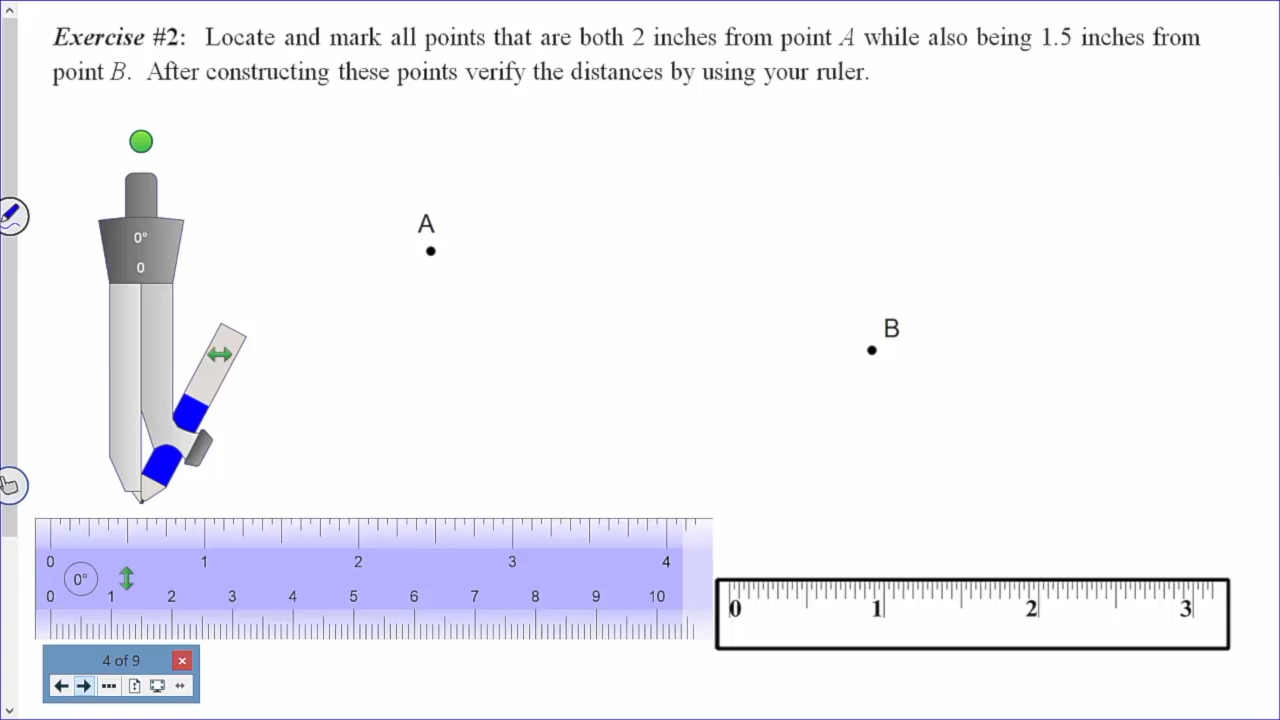 Exercise #2: Locate and mark all points that are both 2 inches from point A while also being 1.5 inches from
point B. After constructing these points verify the distances by using your ruler.
0°
0
A
B
0 1 2 3 4
0°
0 1 2 3 4 5 6 7 8 9 10
0 1 2 3
4 of 9